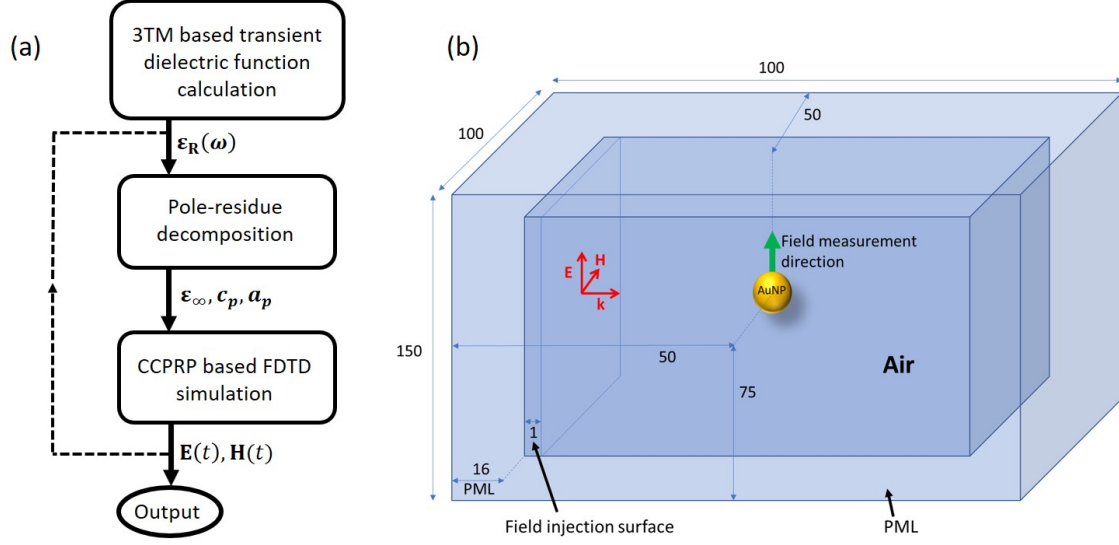 (a)
3TM based transient
dielectric function
calculation
εR(ω)
Pole-residue
decomposition
ε∞, cp, ap
CCPRP based FDTD
simulation
E(t), H(t)
Output
(b)
100
100
50
Field measurement
direction
E
H
k
AuNP
150
50
75
Air
1
16
PML
Field injection surface
PML